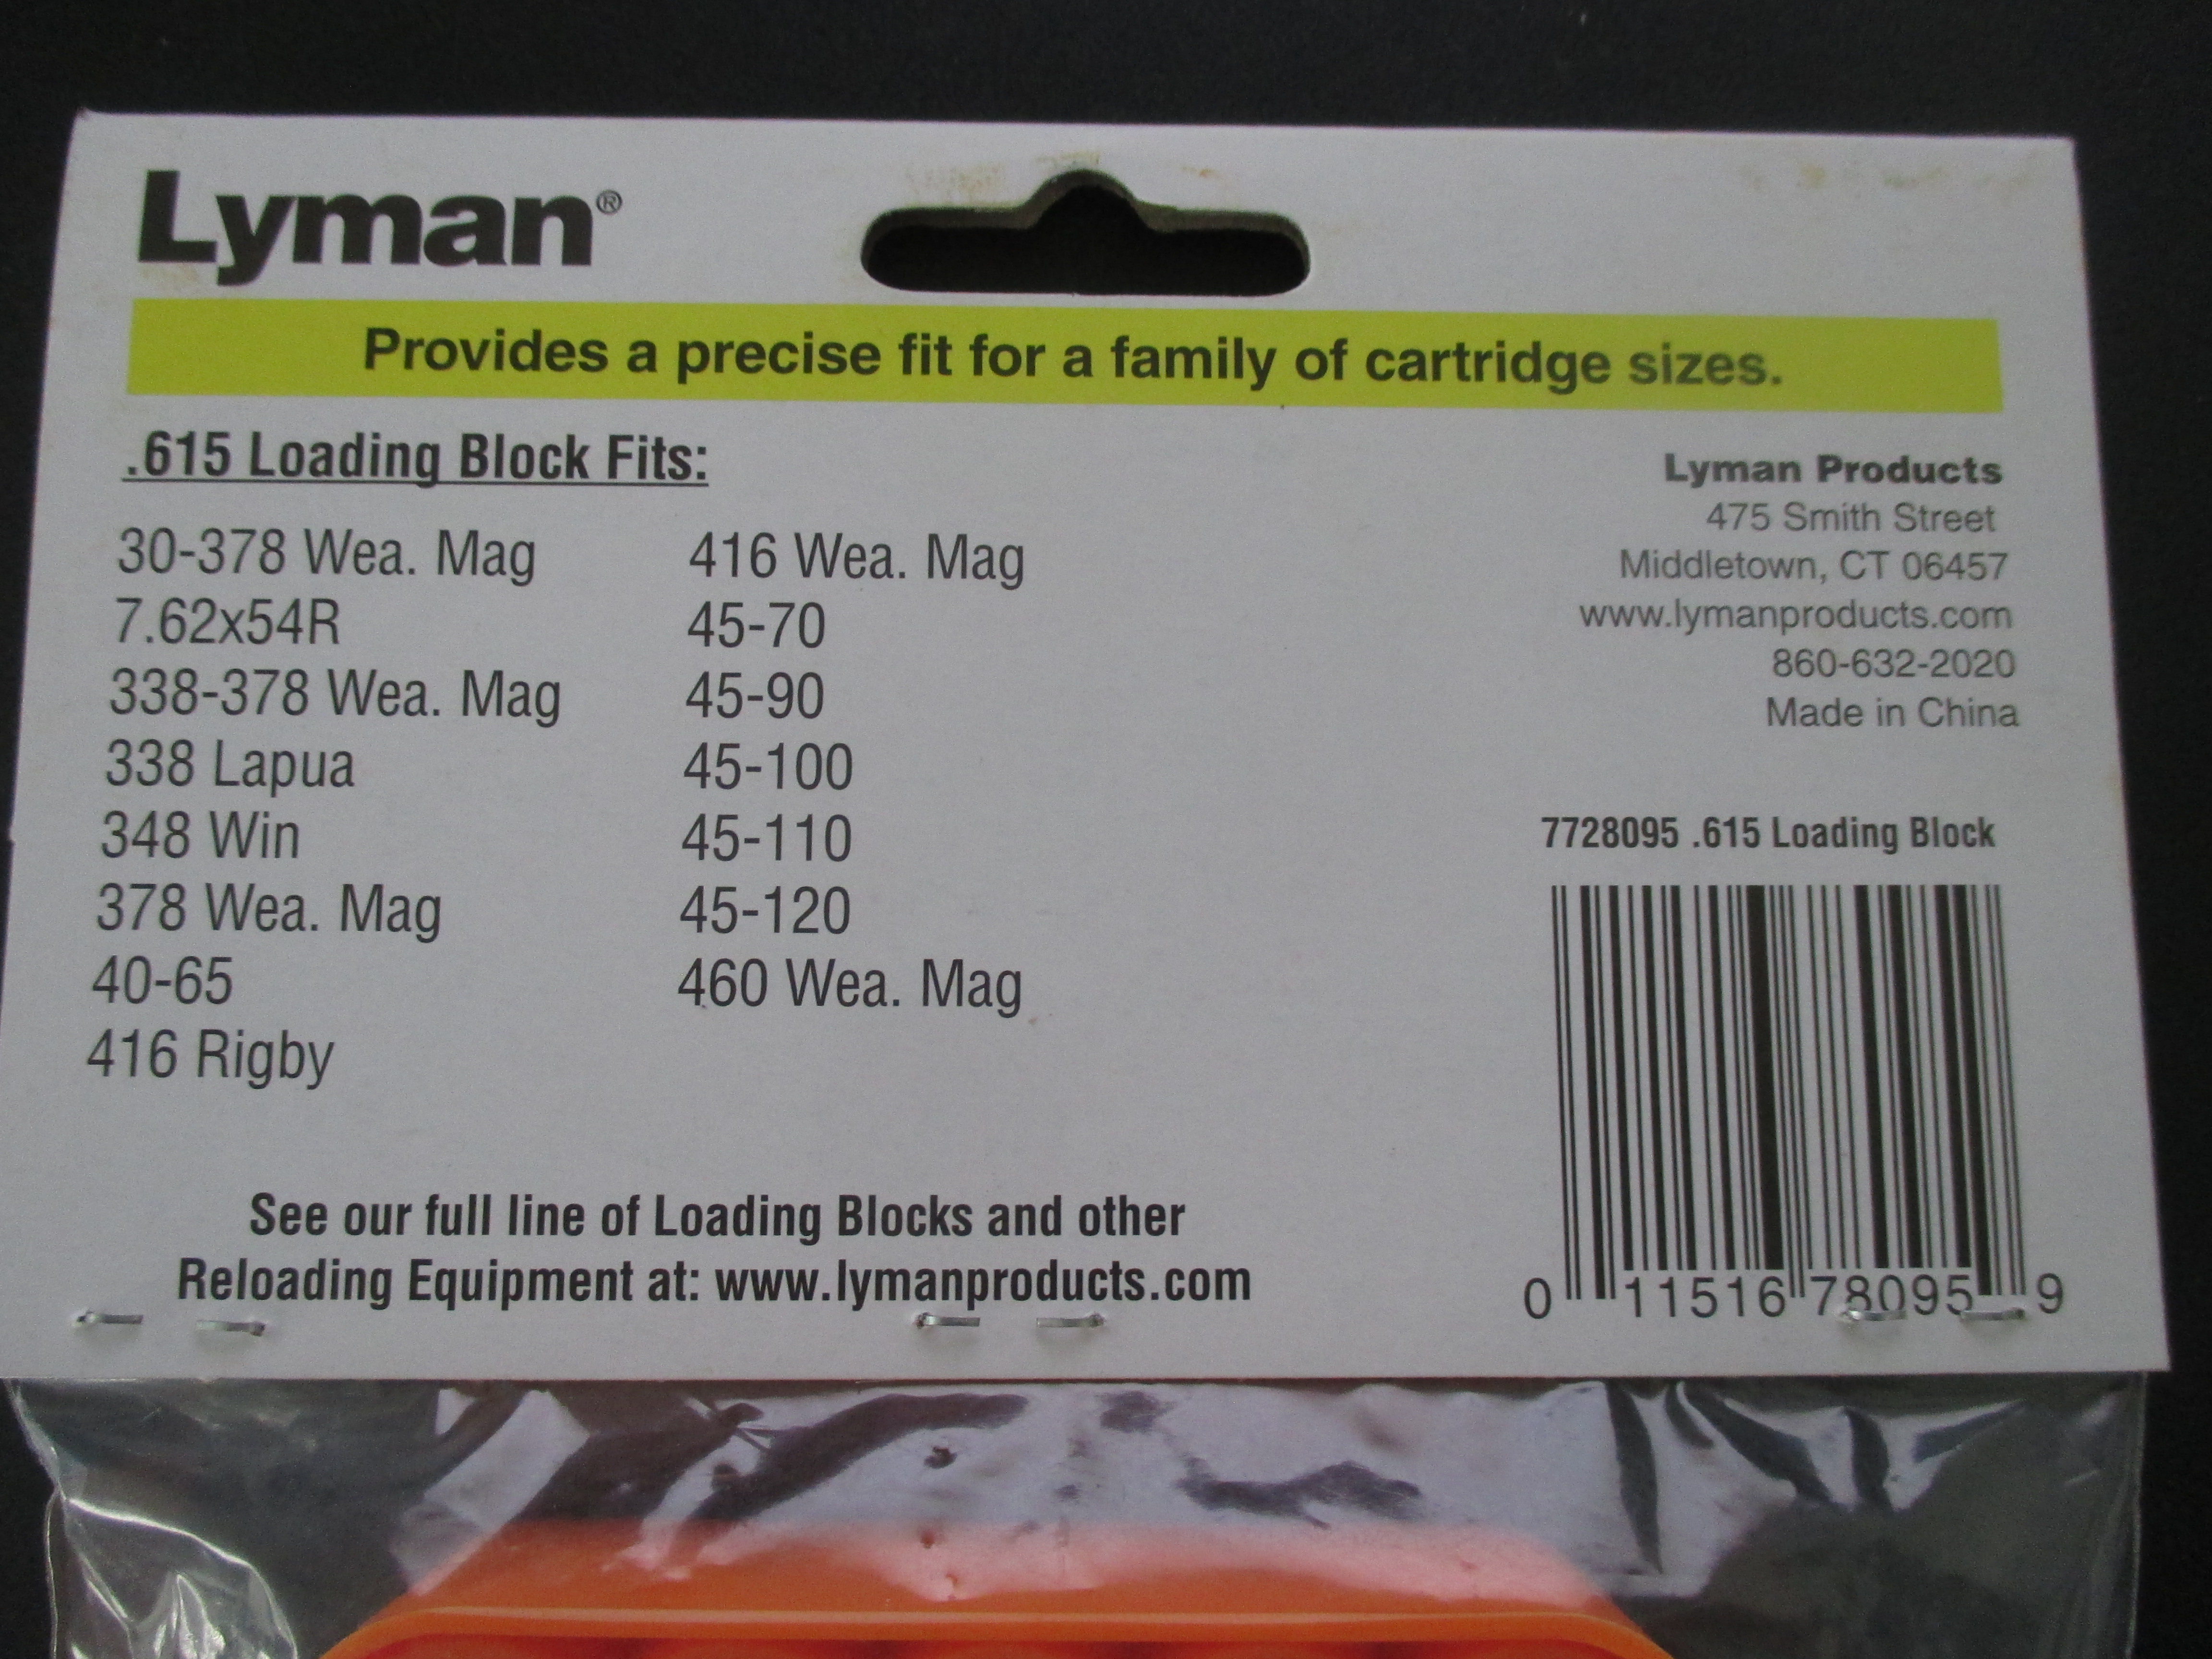 Lyman®
Provides a precise fit for a family of cartridge sizes.
.615 Loading Block Fits:
30-378 Wea. Mag
7.62x54R
338-378 Wea. Mag
338 Lapua
348 Win
378 Wea. Mag
40-65
416 Rigby
416 Wea. Mag
45-70
45-90
45-100
45-110
45-120
460 Wea. Mag
Lyman Products
475 Smith Street
Middletown, CT 06457
www.lymanproducts.com
860-632-2020
Made in China
7728095 .615 Loading Block
0 11516 78095 9
See our full line of Loading Blocks and other
Reloading Equipment at: www.lymanproducts.com